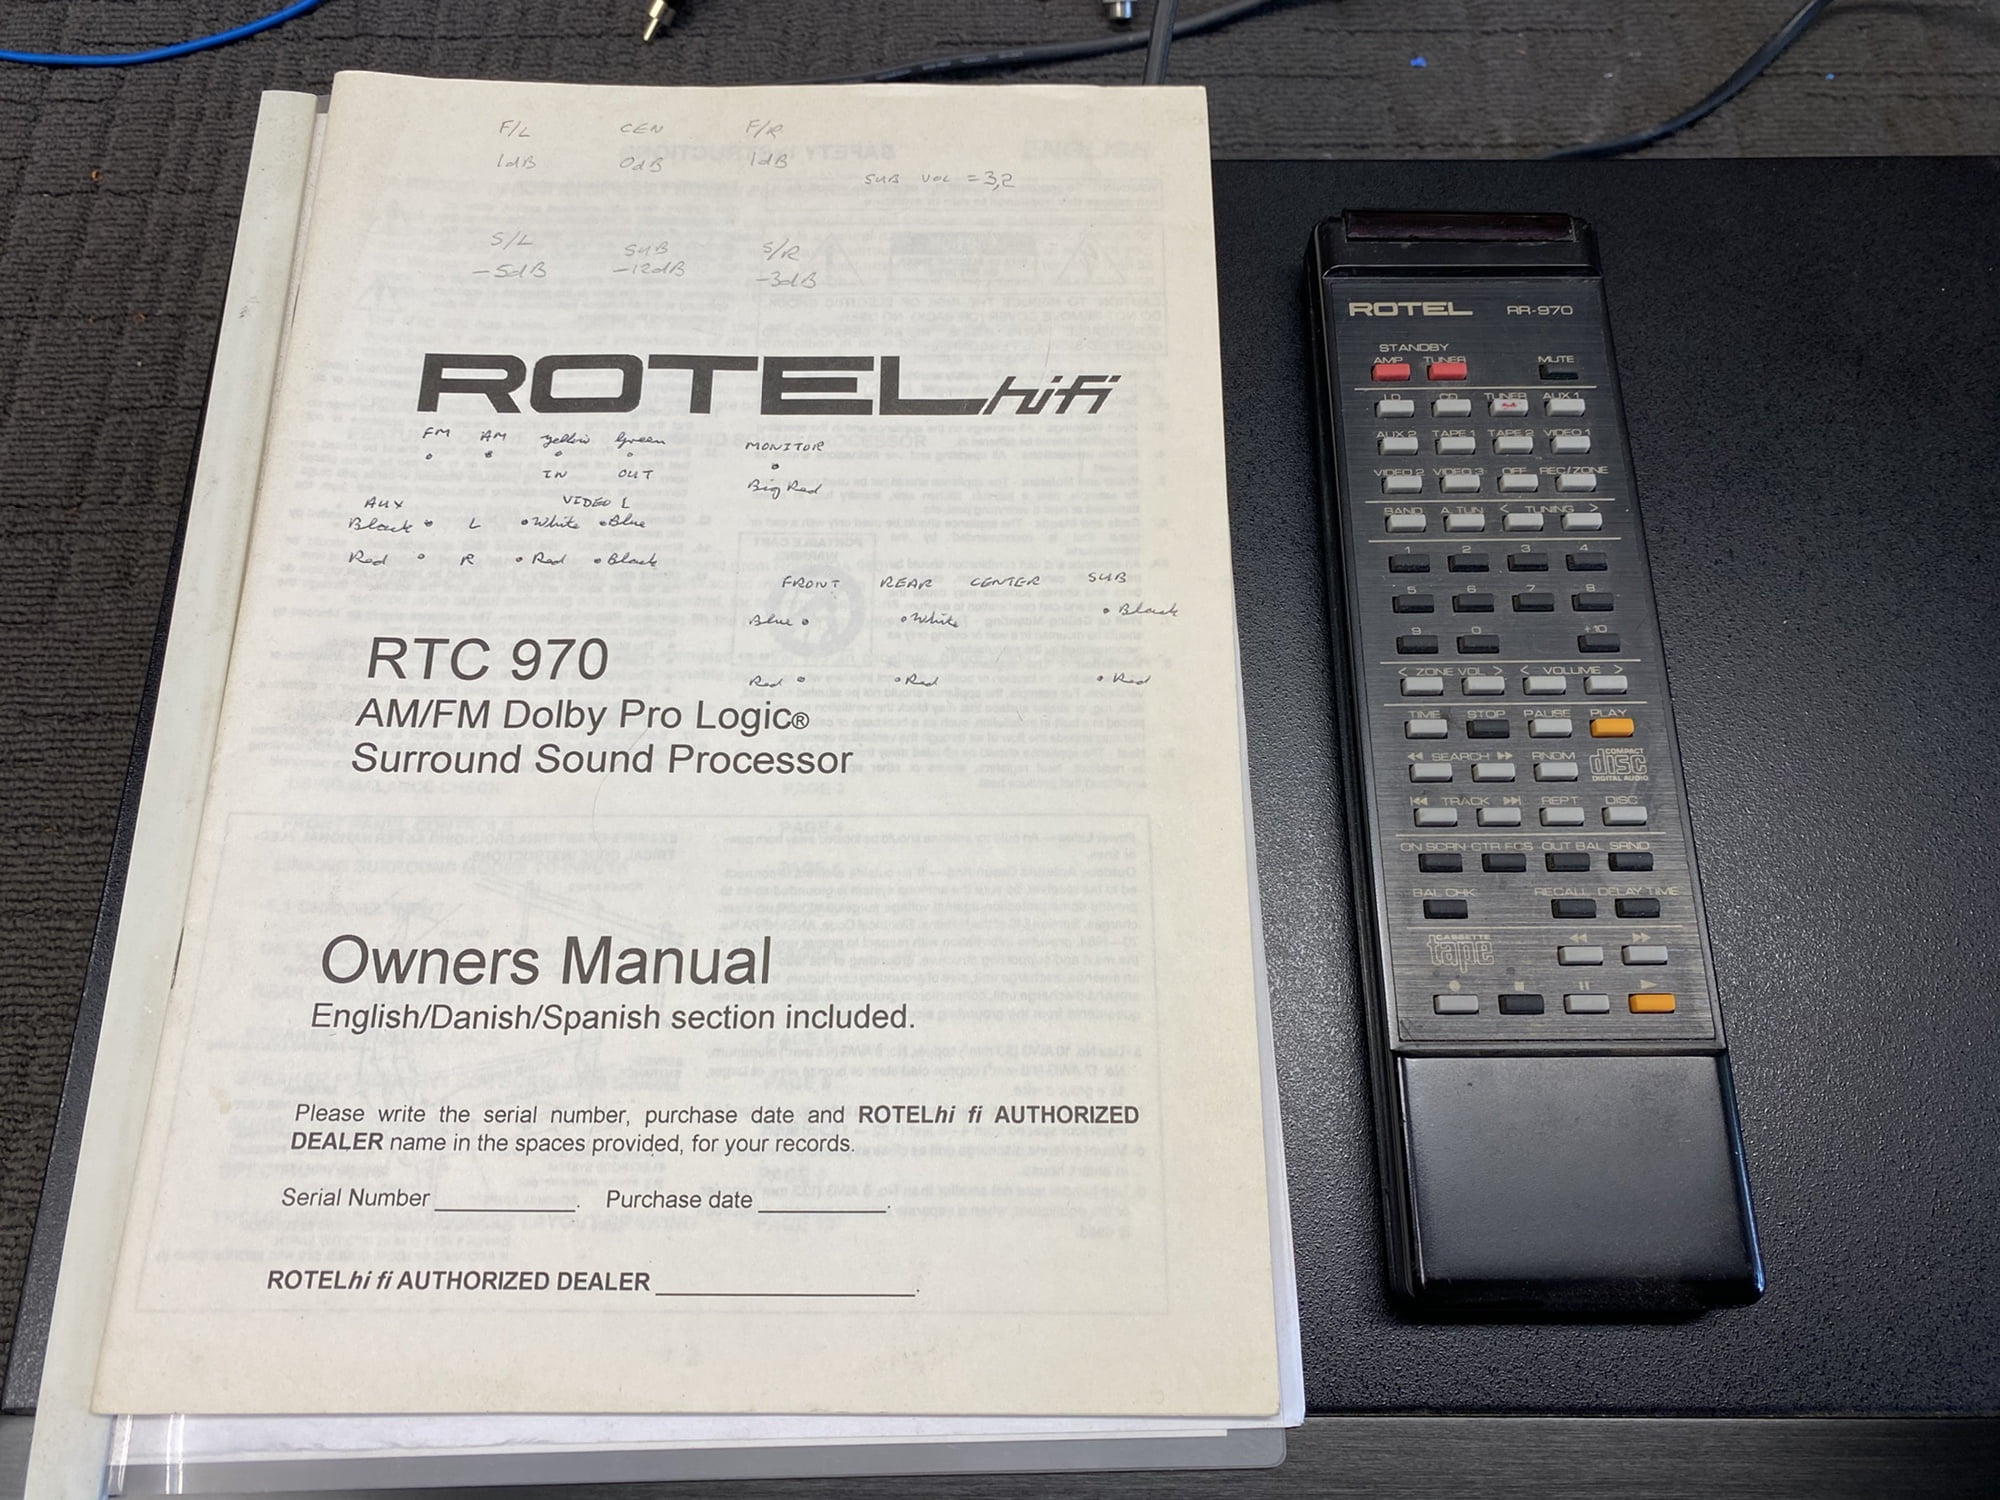 F/L CEN F/R
1dB 0dB 1dB
SUB VOL = 3,2
S/L SUB S/R
-5dB -12dB -3dB
ROTEL hifi
FM AM yellow Green
IN OUT
MONITOR
Big Red
AUX VIDEO 1
Black L White Blue
Red R Red Black
FRONT REAR CENTER SUB
Blue White Black
Red Red Red
RTC 970
AM/FM Dolby Pro Logic®
Surround Sound Processor
Owners Manual
English/Danish/Spanish section included.
Please write the serial number, purchase date and ROTELhi fi AUTHORIZED
DEALER name in the spaces provided, for your records.
Serial Number ____________. Purchase date ___________.
ROTELhi fi AUTHORIZED DEALER ______________________.
ROTEL RR-970
STANDBY
AMP TUNER MUTE
LD CD TUNER AUX 1
AUX 2 TAPE 1 TAPE 2 VIDEO 1
VIDEO 2 VIDEO 3 OFF REC/ZONE
BAND A.TUN < TUNING >
1 2 3 4
5 6 7 8
9 0 +10
< ZONE VOL > < VOLUME >
TIME STOP PAUSE PLAY
◄◄ SEARCH ►► RNDM
COMPACT
disc
DIGITAL AUDIO
|◄◄ TRACK ►►| REPT DISC
ON SCRN CTR FCS OUT BAL SRND
BAL CHK RECALL DELAY TIME
CASSETTE
tape
◄◄ ►►
● ■ II ►